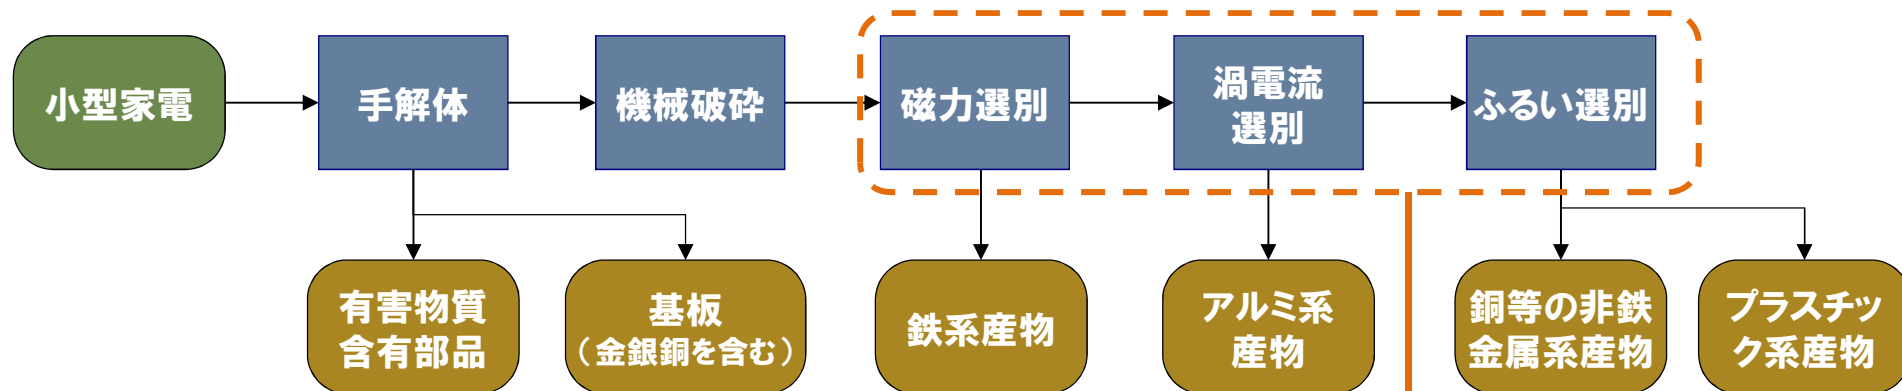 小型家電
手解体
機械破砕
磁力選別
渦電流
選別
ふるい選別
有害物質
含有部品
基板
（金銀銅を含む）
鉄系産物
アルミ系
産物
銅等の非鉄
金属系産物
プラスチッ
ク系産物